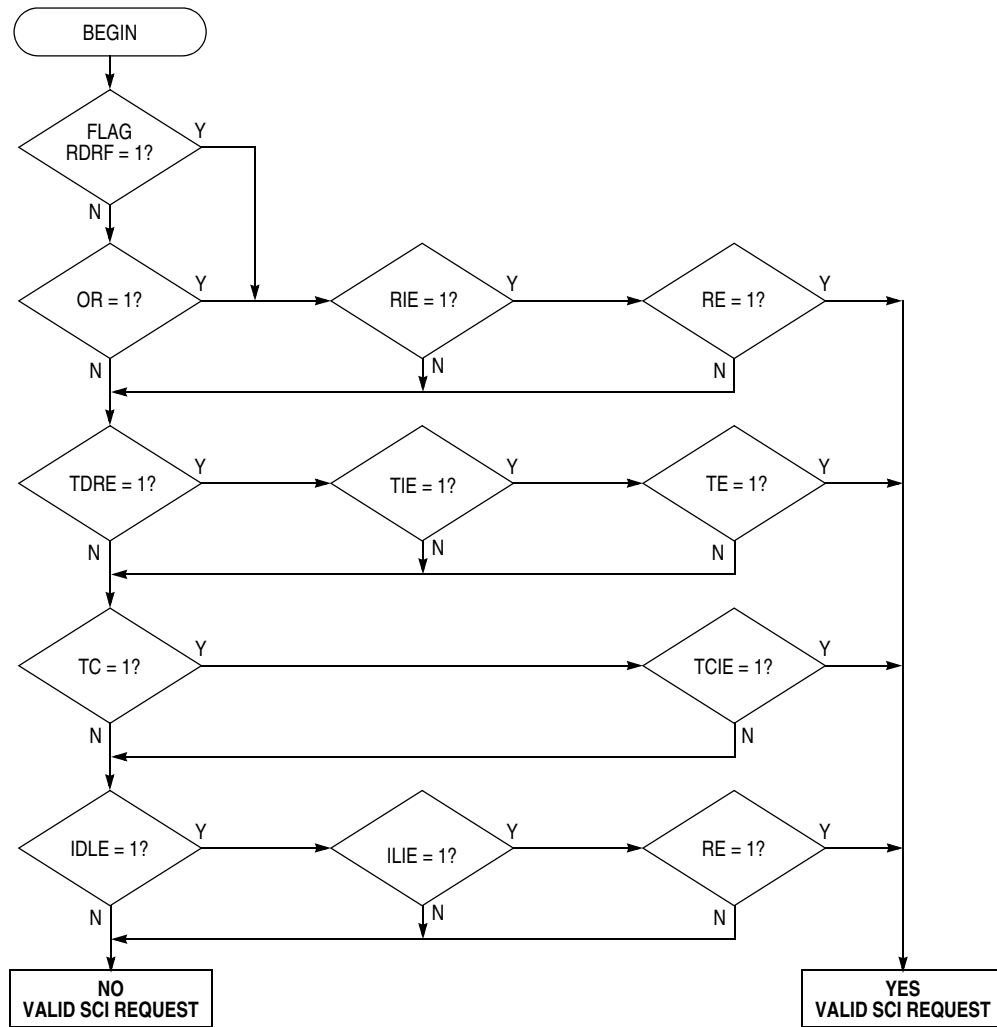 BEGIN
FLAG
RDRF = 1?
Y
N
OR = 1?
Y
RIE = 1?
Y
RE = 1?
Y
N
N
N
TDRE = 1?
Y
TIE = 1?
Y
TE = 1?
Y
N
N
N
TC = 1?
Y
TCIE = 1?
Y
N
N
IDLE = 1?
Y
ILIE = 1?
Y
RE = 1?
Y
N
N
N
NO
VALID SCI REQUEST
YES
VALID SCI REQUEST